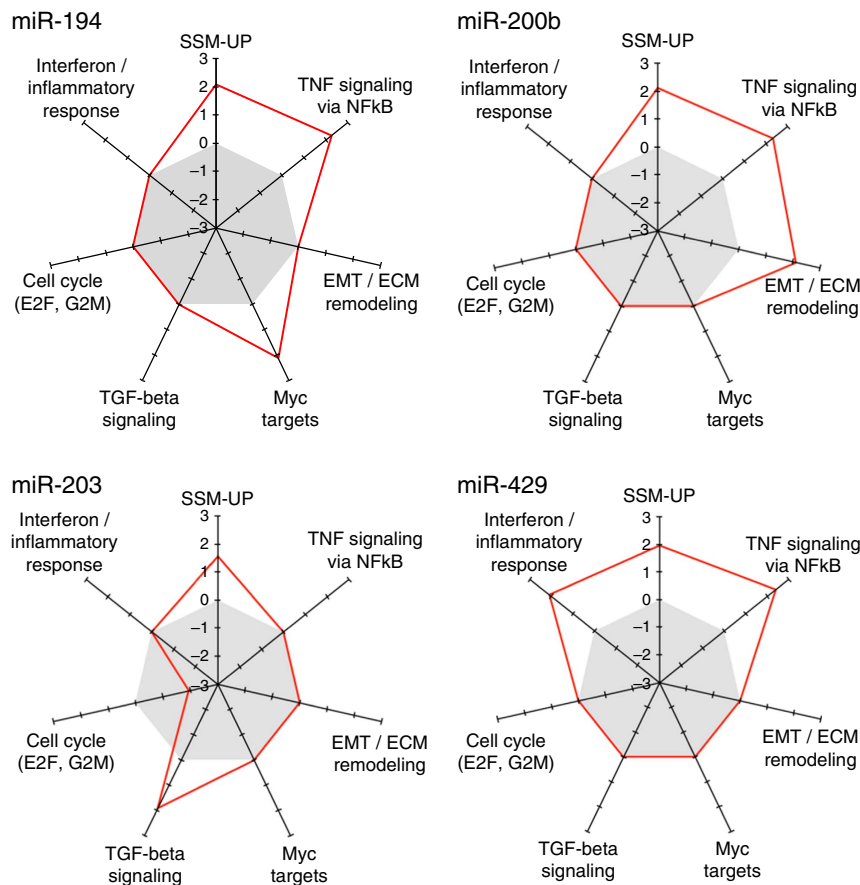 miR-194
SSM-UP
3
2
1
0
–1
–2
–3
Interferon /
inflammatory
response
TNF signaling
via NFkB
Cell cycle
(E2F, G2M)
EMT / ECM
remodeling
TGF-beta
signaling
Myc
targets
miR-200b
SSM-UP
3
2
1
0
–1
–2
–3
Interferon /
inflammatory
response
TNF signaling
via NFkB
Cell cycle
(E2F, G2M)
EMT / ECM
remodeling
TGF-beta
signaling
Myc
targets
miR-203
SSM-UP
3
2
1
0
–1
–2
–3
Interferon /
inflammatory
response
TNF signaling
via NFkB
Cell cycle
(E2F, G2M)
EMT / ECM
remodeling
TGF-beta
signaling
Myc
targets
miR-429
SSM-UP
3
2
1
0
–1
–2
–3
Interferon /
inflammatory
response
TNF signaling
via NFkB
Cell cycle
(E2F, G2M)
EMT / ECM
remodeling
TGF-beta
signaling
Myc
targets